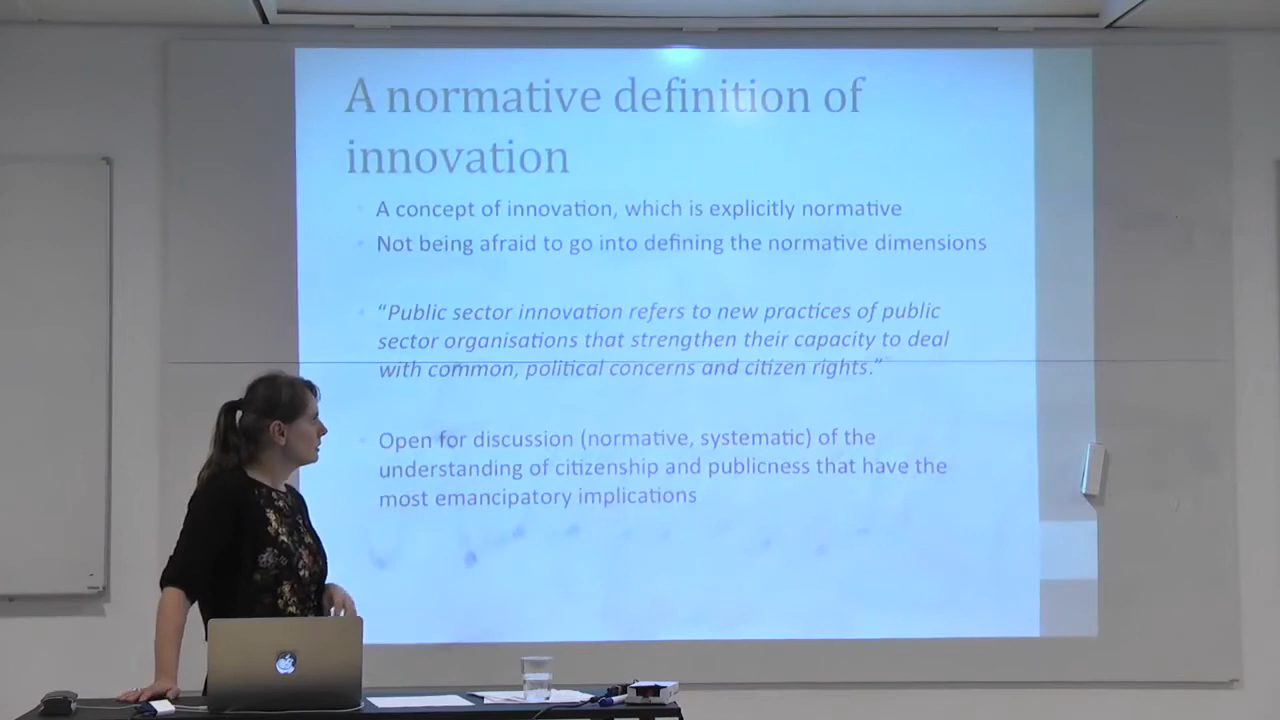 A normative definition of
innovation
A concept of innovation, which is explicitly normative
Not being afraid to go into defining the normative dimensions
“Public sector innovation refers to new practices of public
sector organisations that strengthen their capacity to deal
with common, political concerns and citizen rights.”
Open for discussion (normative, systematic) of the
understanding of citizenship and publicness that have the
most emancipatory implications